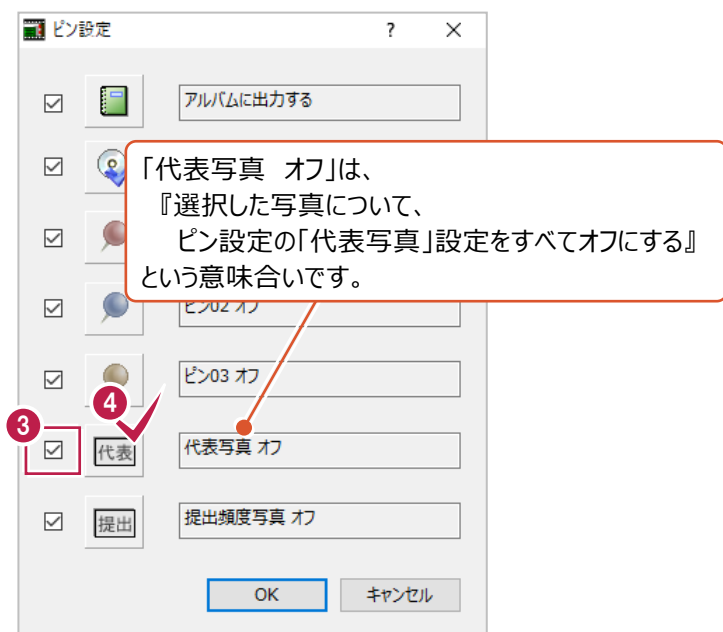 ピン設定 ? ×
アルバムに出力する
「代表写真　オフ」は、
『選択した写真について、
ピン設定の「代表写真」設定をすべてオフにする』
という意味合いです。
ピン02 オフ
ピン03 オフ
4
3
代表 代表写真 オフ
提出 提出頻度写真 オフ
OK キャンセル